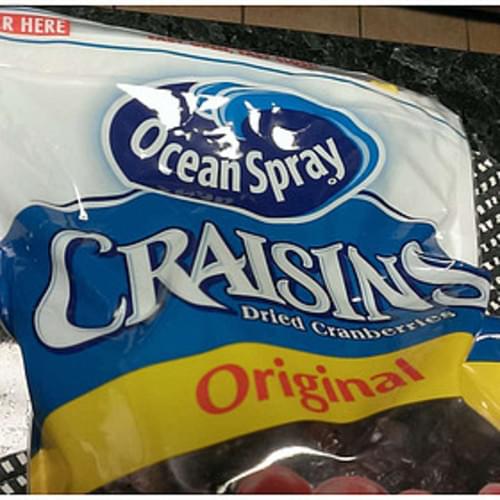 R HERE
Ocean Spray
CRAISINS
Dried Cranberries
Original